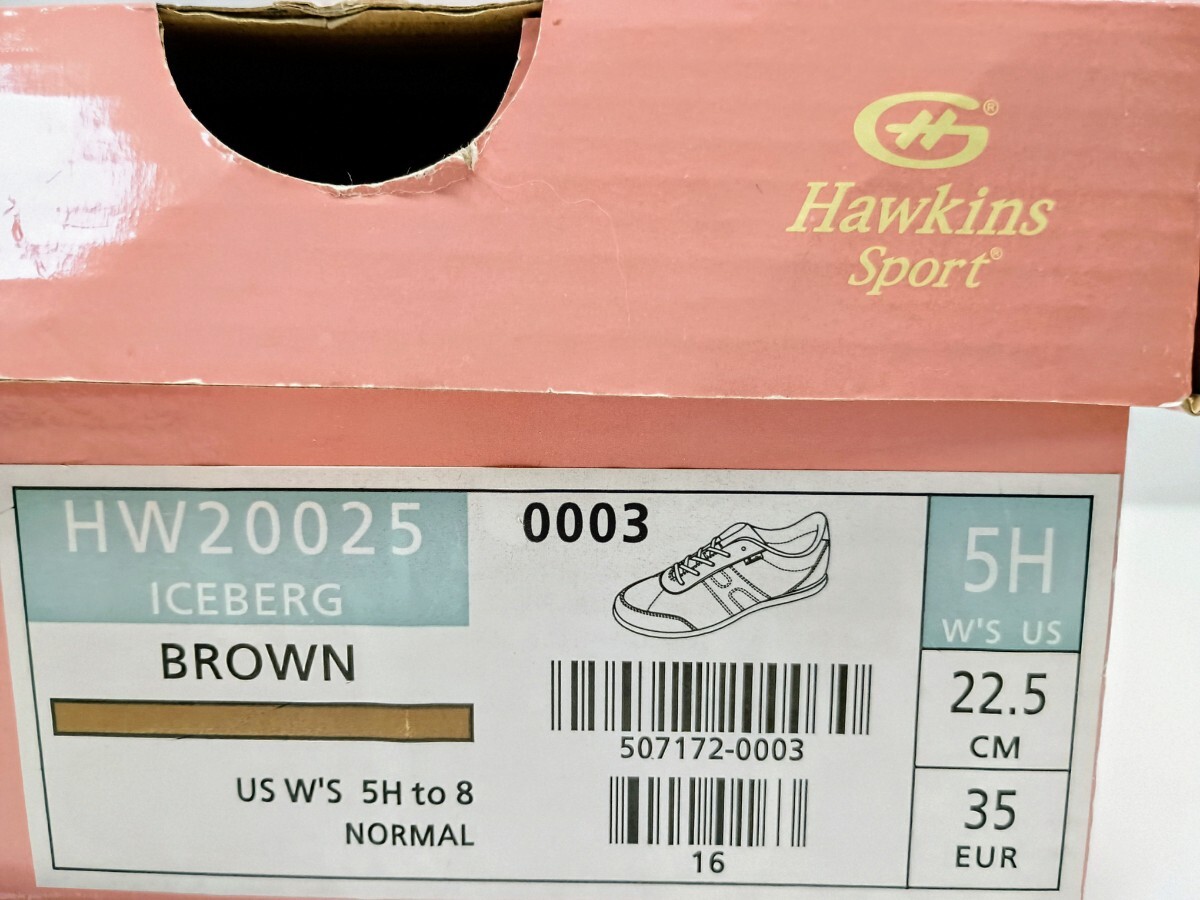 Hawkins
Sport®
HW20025
ICEBERG
BROWN
US W'S 5H to 8
NORMAL
0003
507172-0003
16
5H
W'S US
22.5
CM
35
EUR